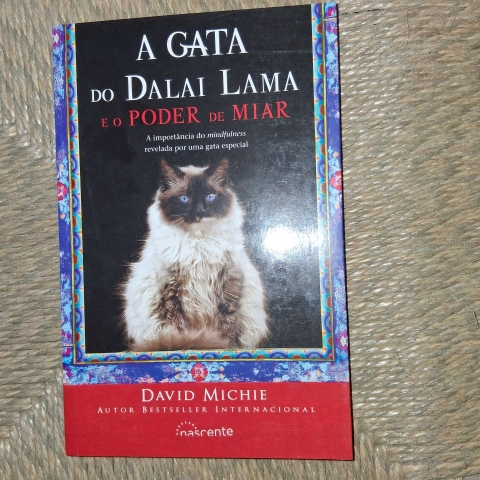 A GATA
DO DALAI LAMA
E O PODER DE MIAR
A importância do mindfulness
revelada por uma gata especial
DAVID MICHIE
AUTOR BESTSELLER INTERNACIONAL
nascente